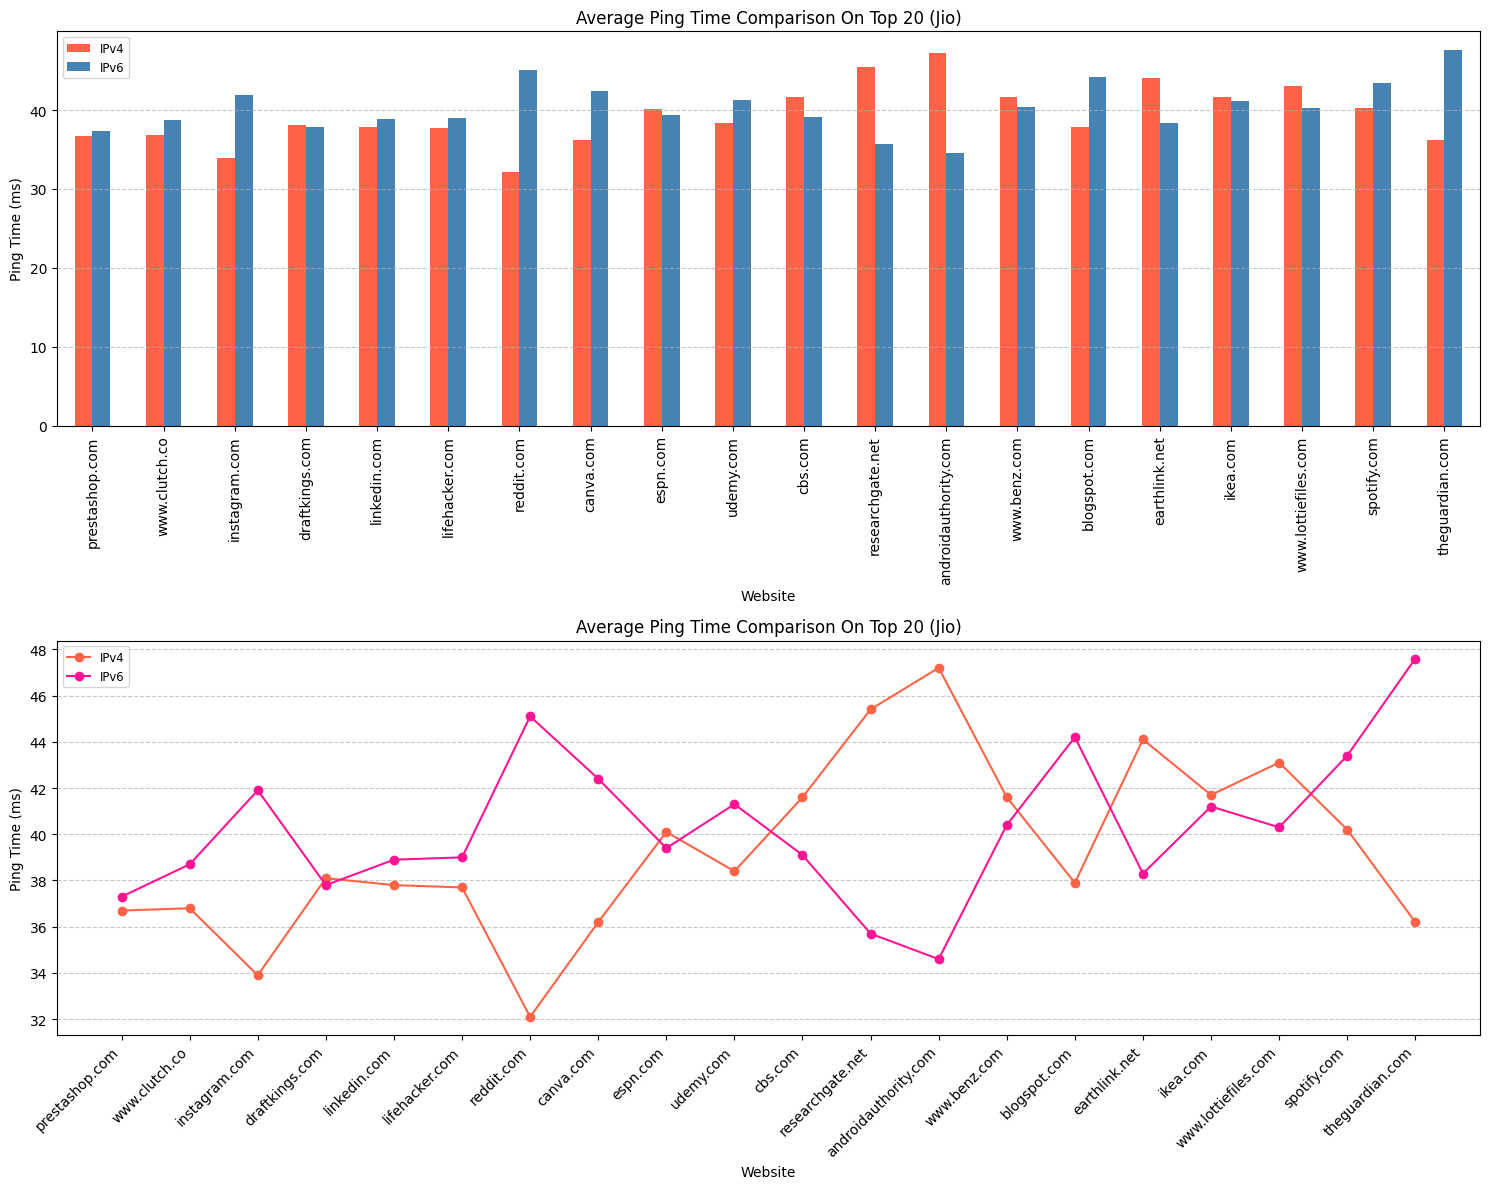 Average Ping Time Comparison On Top 20 (Jio)
IPv4
IPv6
Ping Time (ms)
40
30
20
10
0
prestashop.com
www.clutch.co
instagram.com
draftkings.com
linkedin.com
lifehacker.com
reddit.com
canva.com
espn.com
udemy.com
cbs.com
researchgate.net
androidauthority.com
www.benz.com
blogspot.com
earthlink.net
ikea.com
www.lottiefiles.com
spotify.com
theguardian.com
Website
Average Ping Time Comparison On Top 20 (Jio)
IPv4
IPv6
Ping Time (ms)
48
46
44
42
40
38
36
34
32
prestashop.com
www.clutch.co
instagram.com
draftkings.com
linkedin.com
lifehacker.com
reddit.com
canva.com
espn.com
udemy.com
cbs.com
researchgate.net
androidauthority.com
www.benz.com
blogspot.com
earthlink.net
ikea.com
www.lottiefiles.com
spotify.com
theguardian.com
Website